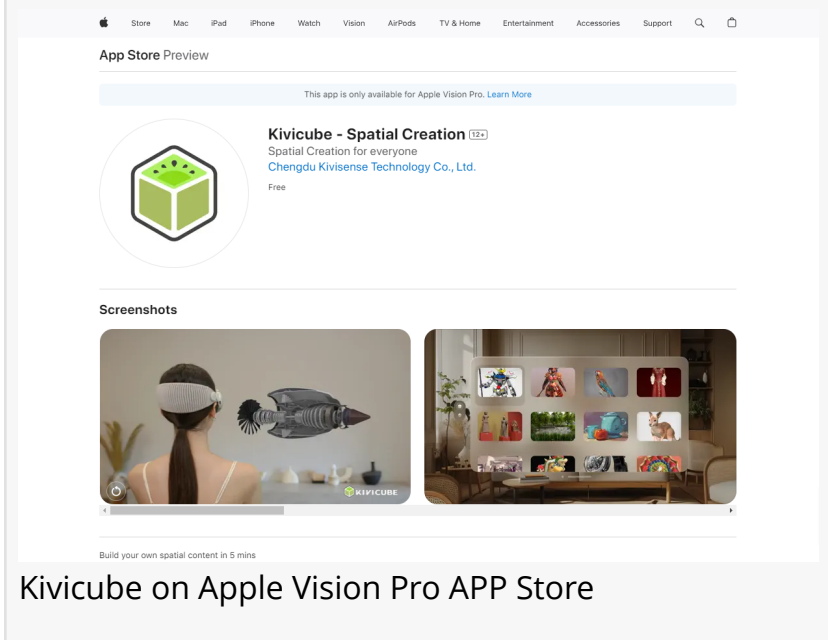 Store Mac iPad iPhone Watch Vision AirPods TV & Home Entertainment Accessories Support
App Store Preview
This app is only available for Apple Vision Pro. Learn More
Kivicube - Spatial Creation 12+
Spatial Creation for everyone
Chengdu Kivisense Technology Co., Ltd.
Free
Screenshots
KIVICUBE
Build your own spatial content in 5 mins
Kivicube on Apple Vision Pro APP Store